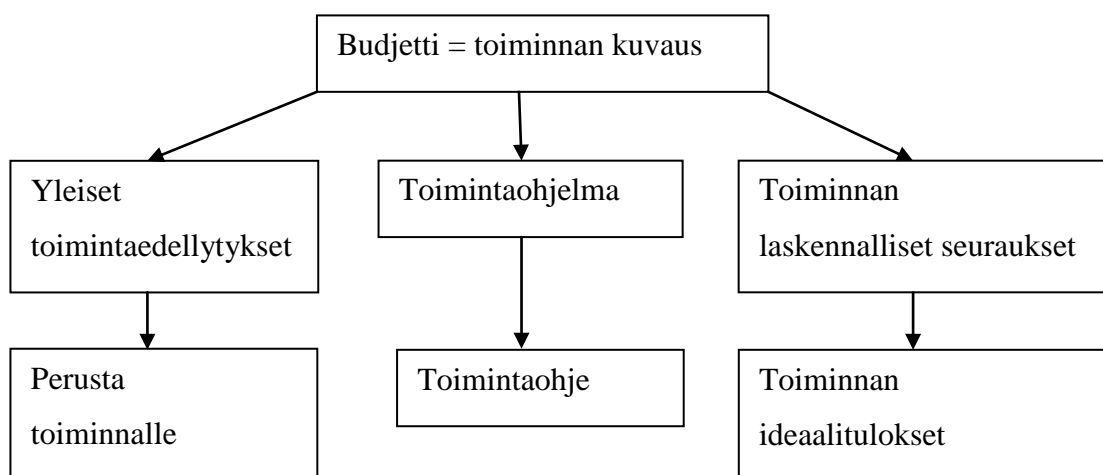 Budjetti = toiminnan kuvaus
Yleiset
toimintaedellytykset
Toimintaohjelma
Toiminnan
laskennalliset seuraukset
Perusta
toiminnalle
Toimintaohje
Toiminnan
ideaalitulokset